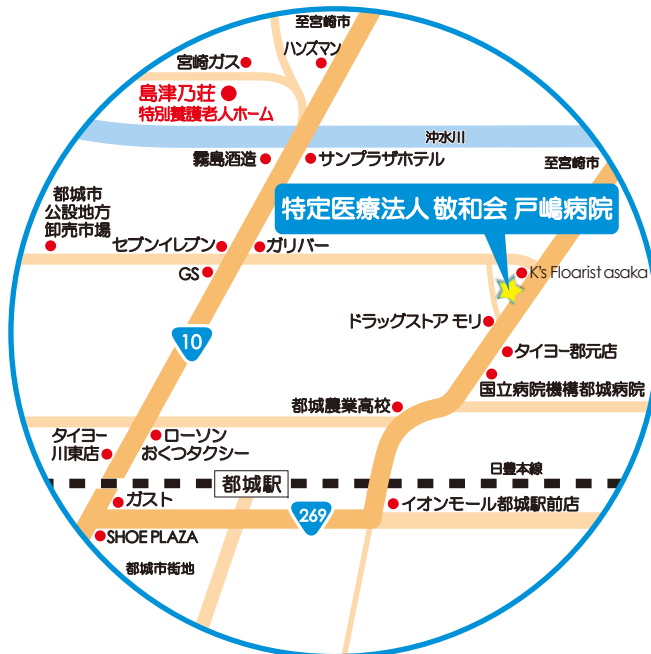 至宮崎市
ハンズマン
宮崎ガス
島津乃荘
特別養護老人ホーム
沖水川
霧島酒造
サンプラザホテル
至宮崎市
都城市
公設地方
卸売市場
特定医療法人 敬和会 戸嶋病院
セブンイレブン
ガリバー
GS
K's Floarist asaka
ドラッグストア モリ
10
タイヨー郡元店
国立病院機構都城病院
都城農業高校
タイヨー
川東店
ローソン
おくつタクシー
日豊本線
都城駅
ガスト
イオンモール都城駅前店
269
SHOE PLAZA
都城市街地